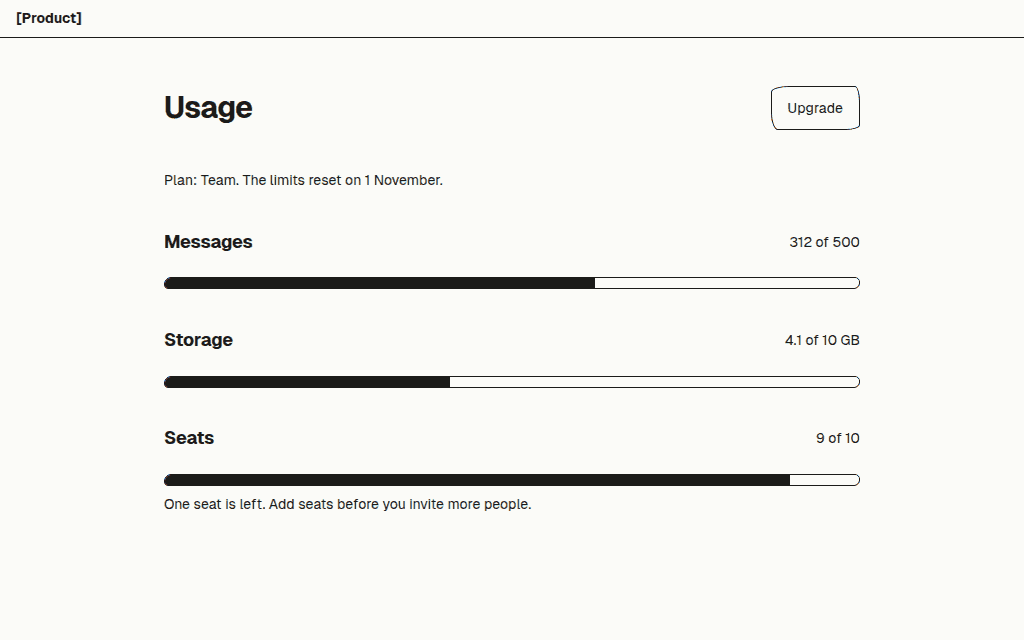 [Product]
Usage
Upgrade
Plan: Team. The limits reset on 1 November.
Messages
312 of 500
Storage
4.1 of 10 GB
Seats
9 of 10
One seat is left. Add seats before you invite more people.